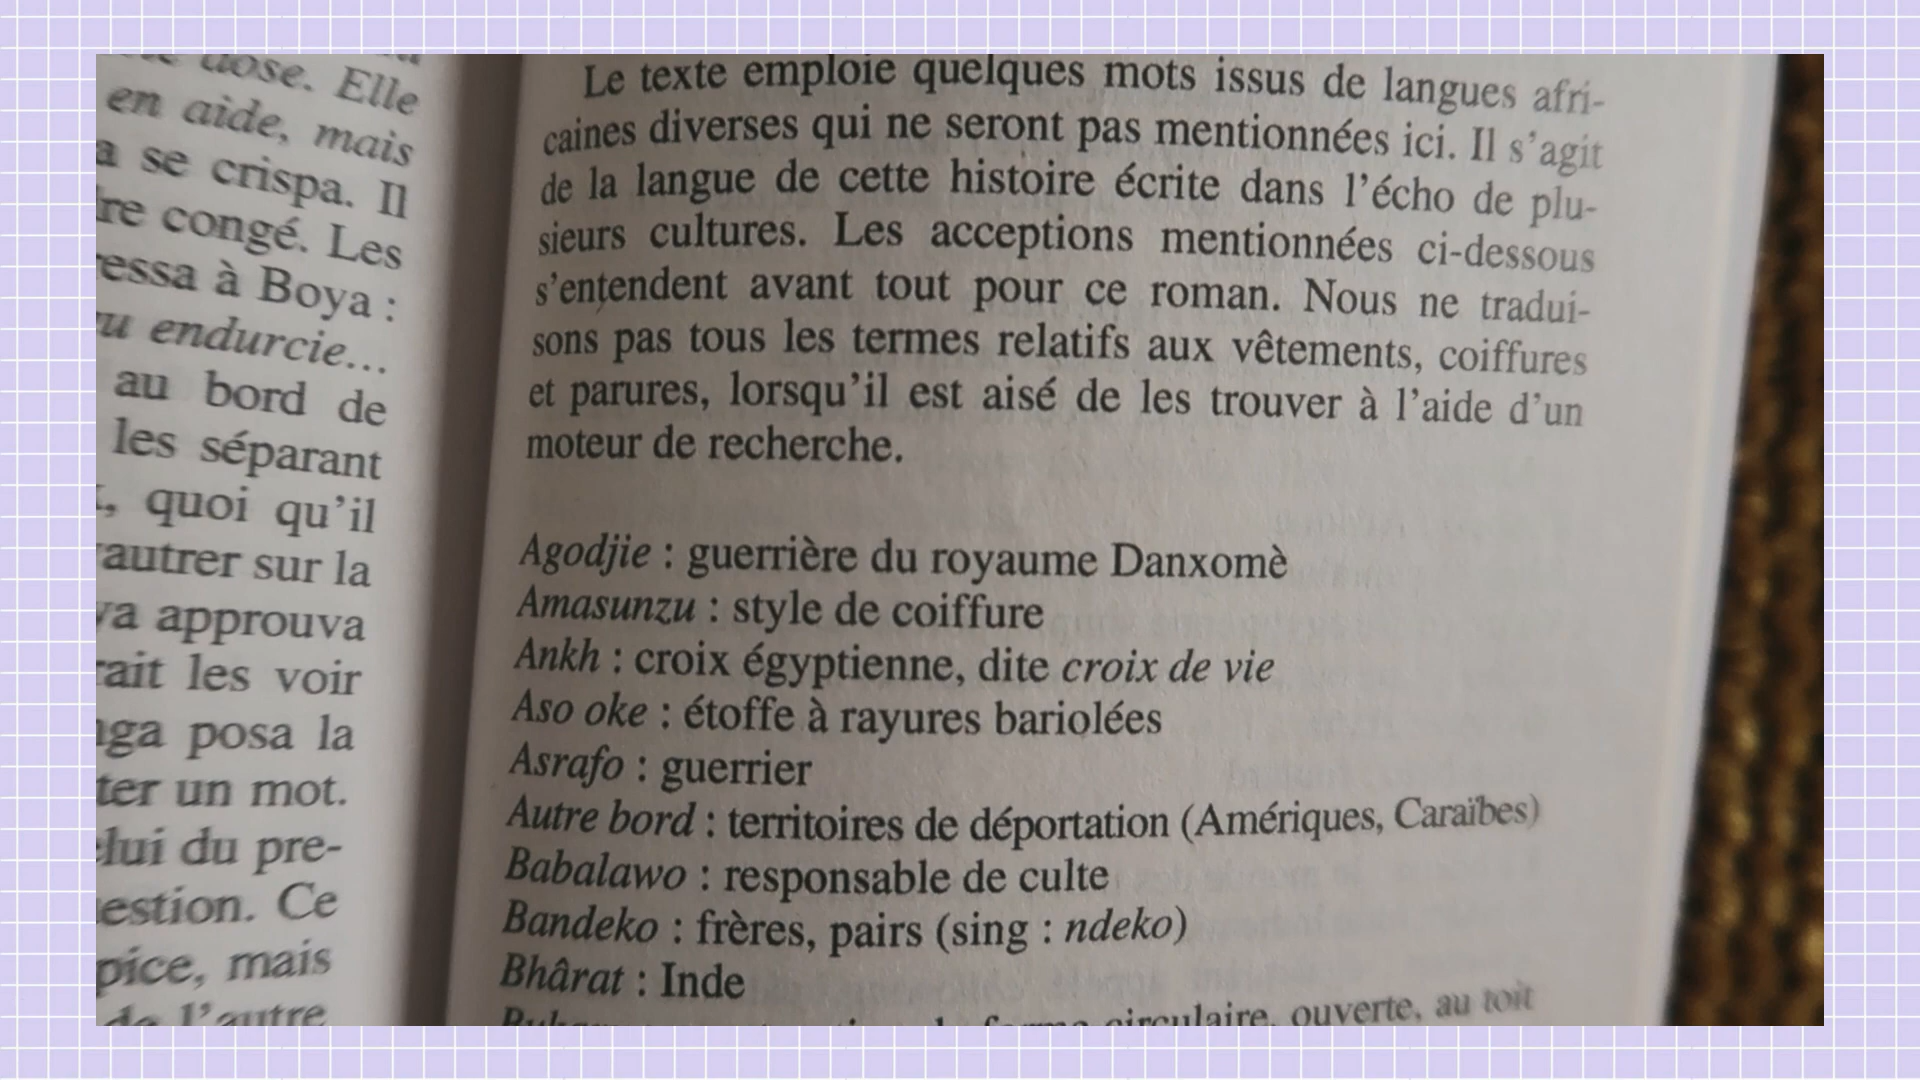 dose. Elle
en aide, mais
se crispa. Il
congé. Les
à Boya :
endurcie...
au bord de
les séparant
quoi qu'il
sur la
approuva
les voir
posa la
un mot.
du pre-
Ce
mais
l'autre
Le texte emploie quelques mots issus de langues afri-
caines diverses qui ne seront pas mentionnées ici. Il s'agit
de la langue de cette histoire écrite dans l'écho de plu-
sieurs cultures. Les acceptions mentionnées ci-dessous
s'entendent avant tout pour ce roman. Nous ne tradui-
sons pas tous les termes relatifs aux vêtements, coiffures
et parures, lorsqu'il est aisé de les trouver à l'aide d'un
moteur de recherche.
Agodjie : guerrière du royaume Danxomè
Amasunzu : style de coiffure
Ankh : croix égyptienne, dite croix de vie
Aso oke : étoffe à rayures bariolées
Asrafo : guerrier
Autre bord : territoires de déportation (Amériques, Caraïbes)
Babalawo : responsable de culte
Bandeko : frères, pairs (sing : ndeko)
Bhârat : Inde
circulaire, ouverte, au toit